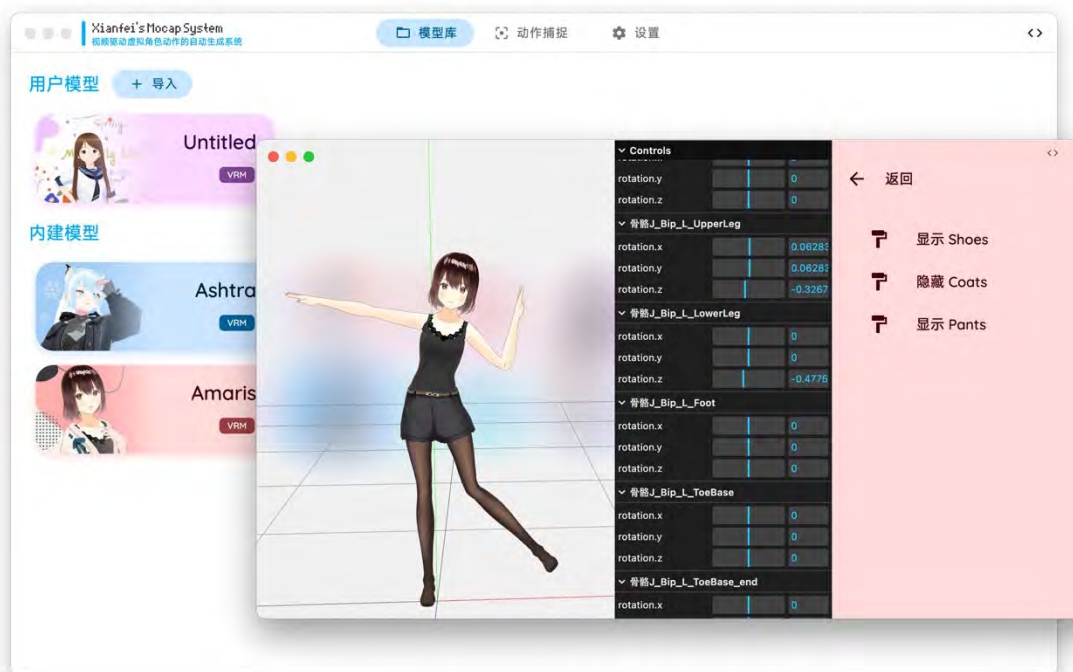 Xianfei's Mocap System
视频驱动虚拟角色动作的自动生成系统
模型库
动作捕捉
设置
用户模型
+ 导入
Untitled
VRM
内建模型
Ashtra
VRM
Amaris
VRM
Controls
rotation.y 0
rotation.z 0
骨骼J_Bip_L_UpperLeg
rotation.x 0.06283
rotation.y 0.06283
rotation.z -0.3267
骨骼J_Bip_L_LowerLeg
rotation.x 0
rotation.y 0
rotation.z -0.4775
骨骼J_Bip_L_Foot
rotation.x 0
rotation.y 0
rotation.z 0
骨骼J_Bip_L_ToeBase
rotation.x 0
rotation.y 0
rotation.z 0
骨骼J_Bip_L_ToeBase_end
rotation.x 0
返回
显示 Shoes
隐藏 Coats
显示 Pants